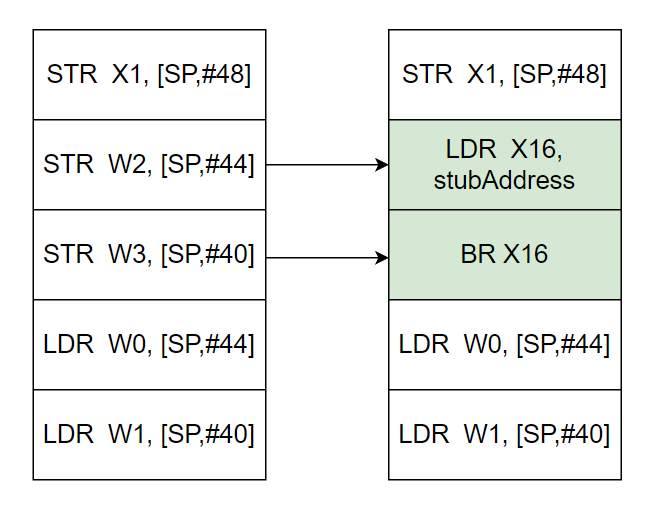 STR  X1, [SP,#48]
STR  W2, [SP,#44]
STR  W3, [SP,#40]
LDR  W0, [SP,#44]
LDR  W1, [SP,#40]
STR  X1, [SP,#48]
LDR  X16,
stubAddress
BR X16
LDR  W0, [SP,#44]
LDR  W1, [SP,#40]